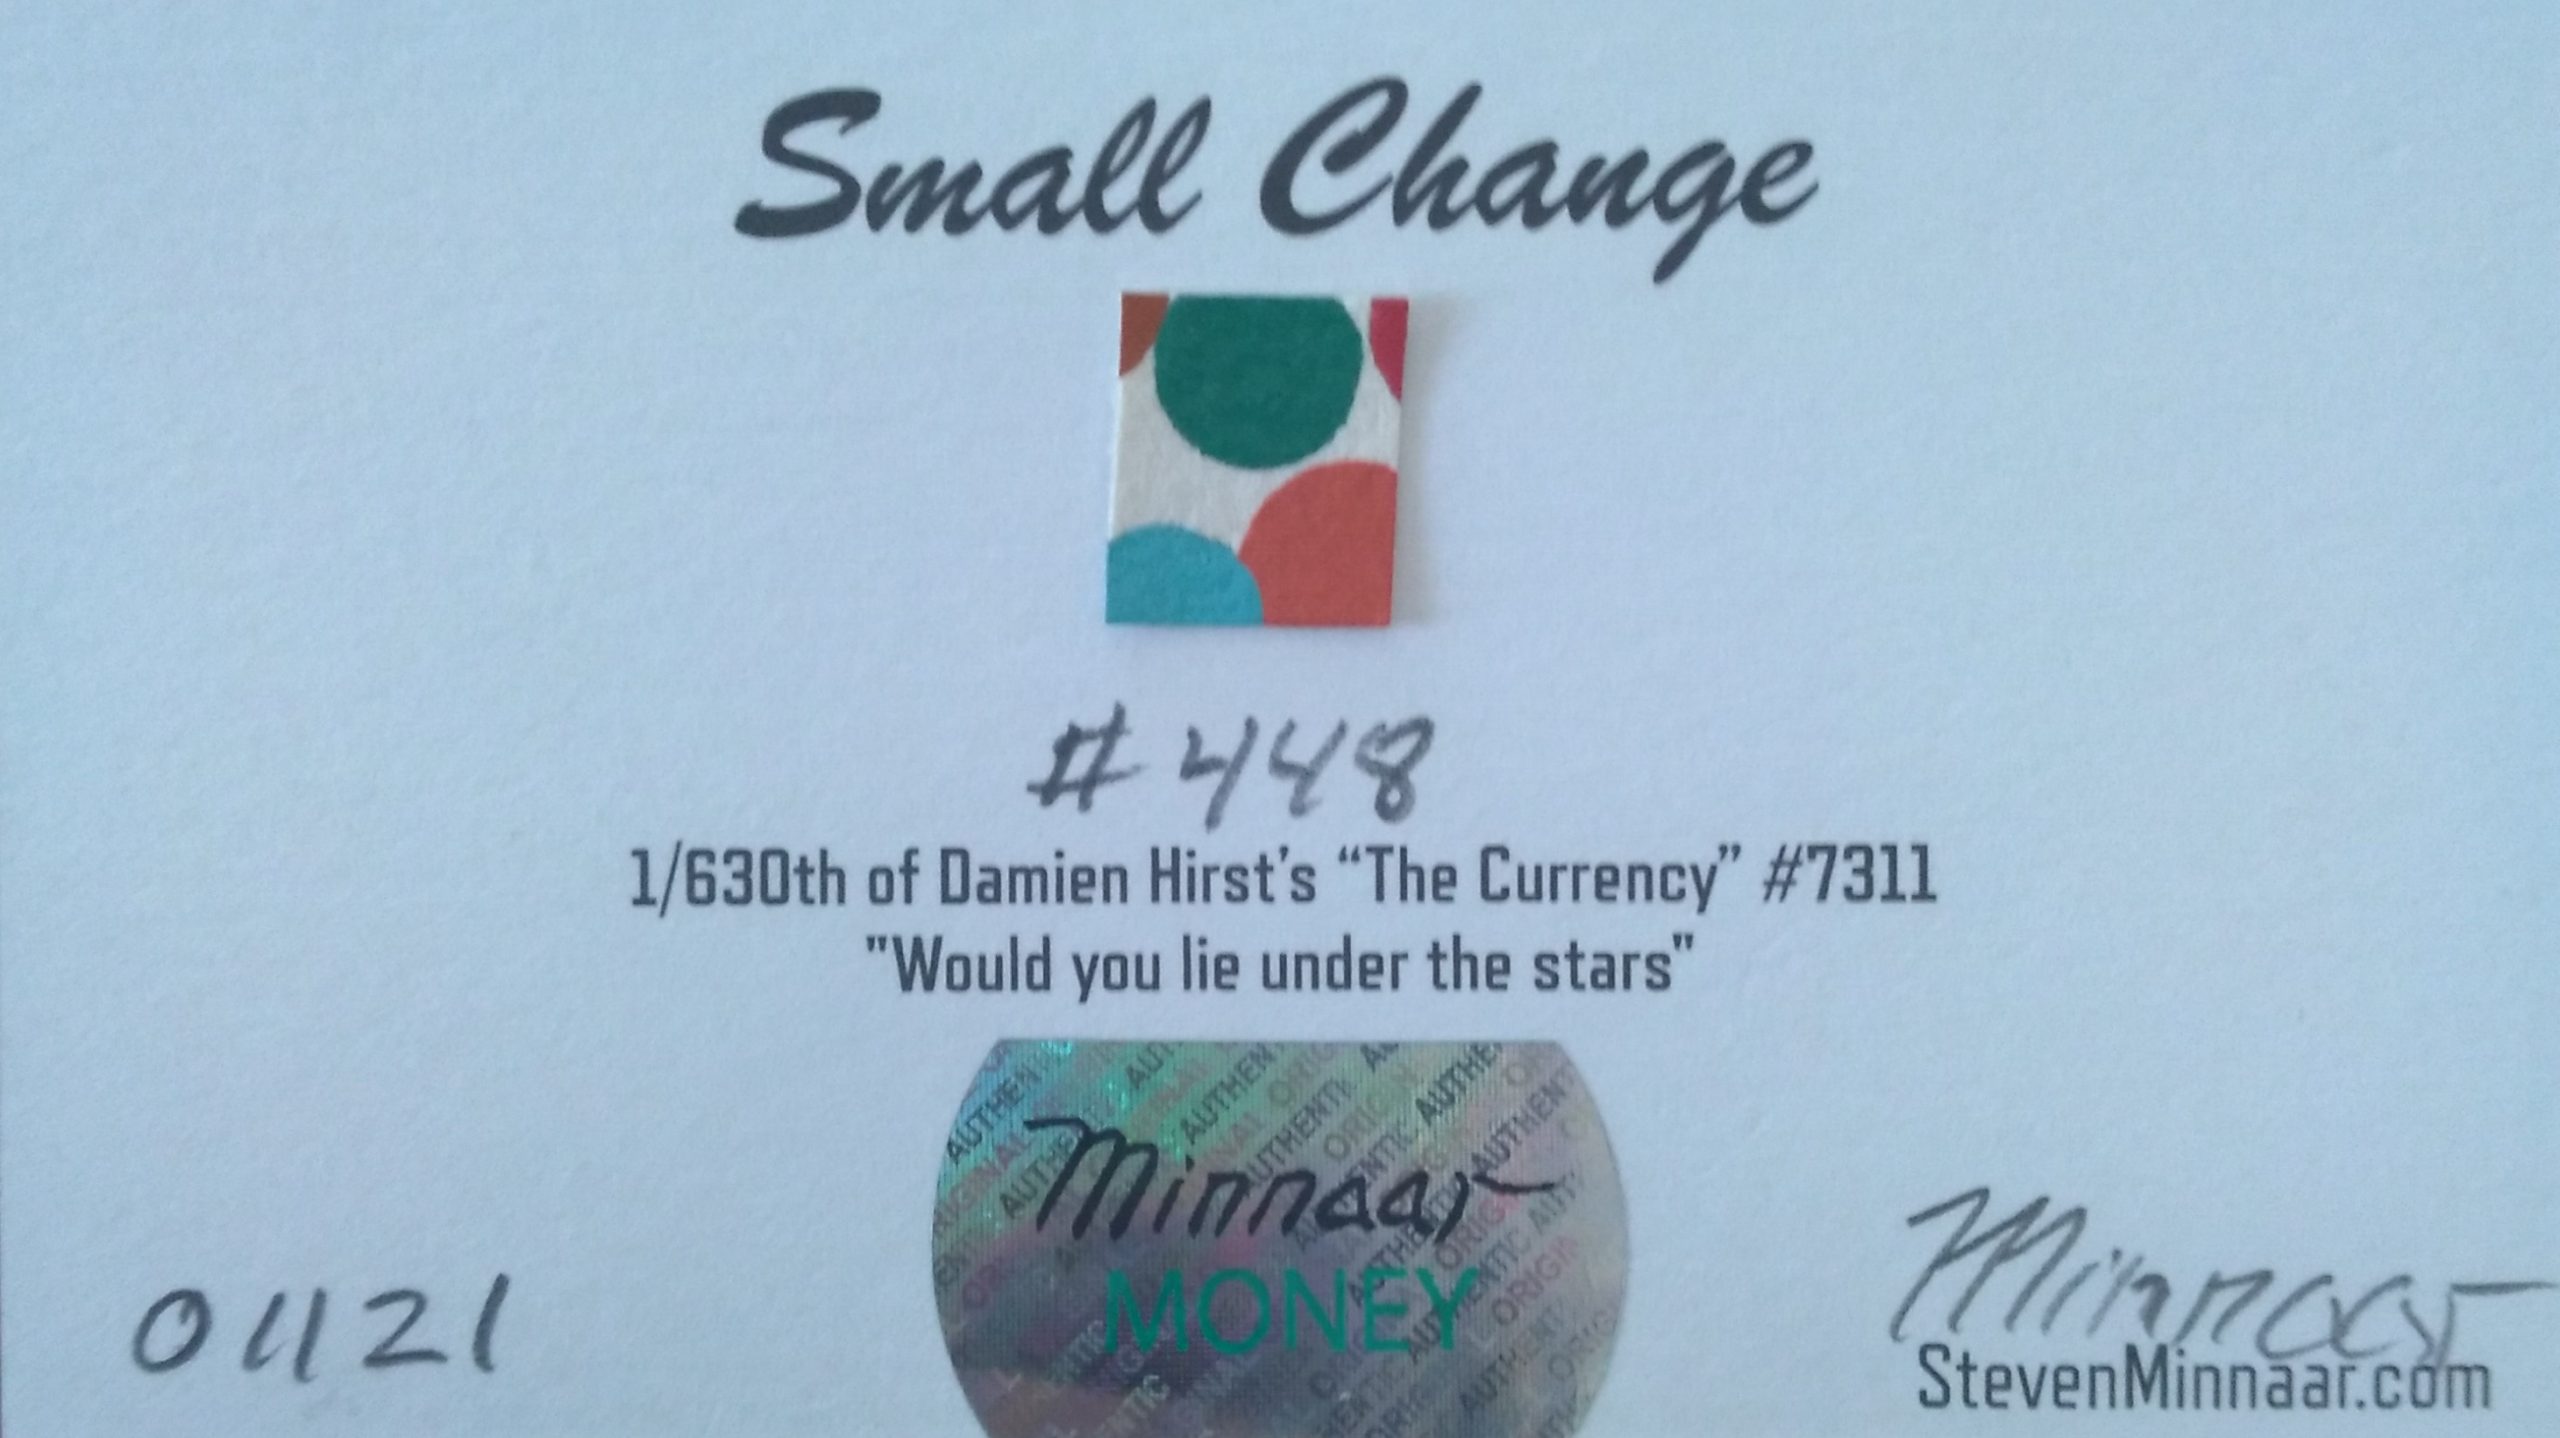 Small Change
#448
1/630th of Damien Hirst's “The Currency” #7311
"Would you lie under the stars"
Minnaar
MONEY
01121
Minnaar
StevenMinnaar.com